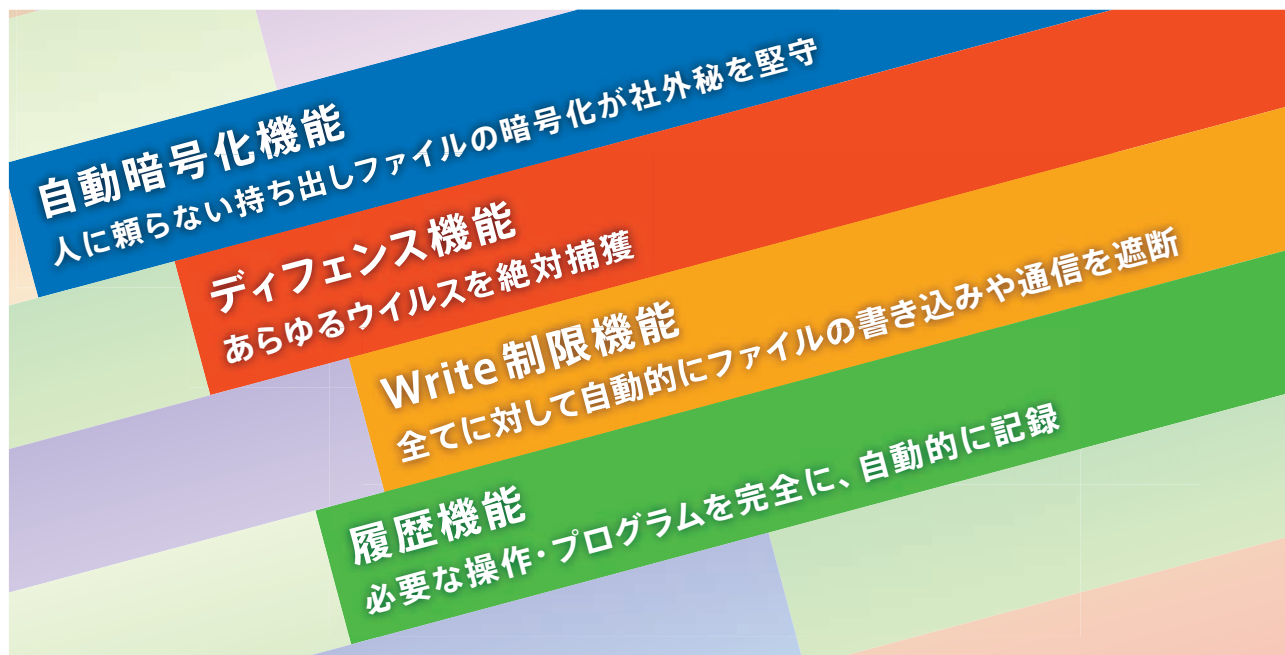 自動暗号化機能
人に頼らない持ち出しファイルの暗号化が社外秘を堅守
ディフェンス機能
あらゆるウイルスを絶対捕獲
Write制限機能
全てに対して自動的にファイルの書き込みや通信を遮断
履歴機能
必要な操作・プログラムを完全に、自動的に記録